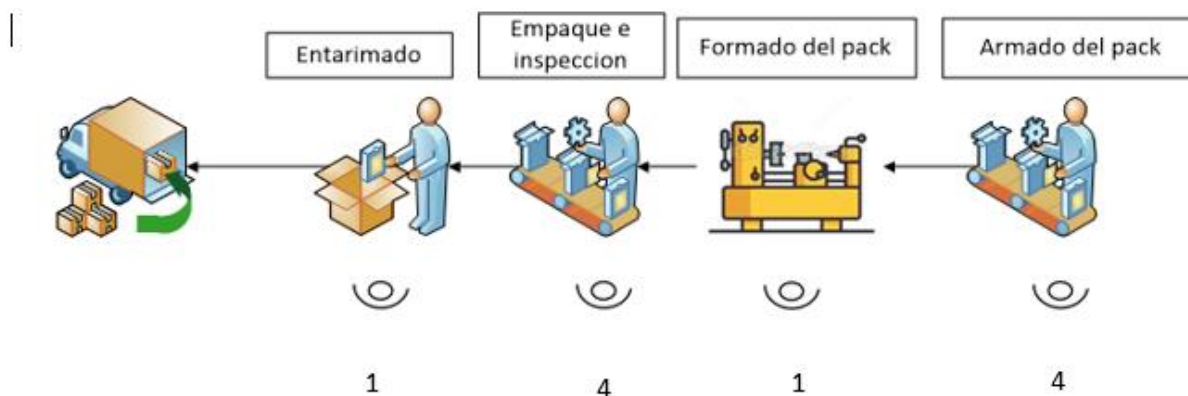 Entarimado
Empaque e
inspeccion
Formado del pack
Armado del pack
1
4
1
4